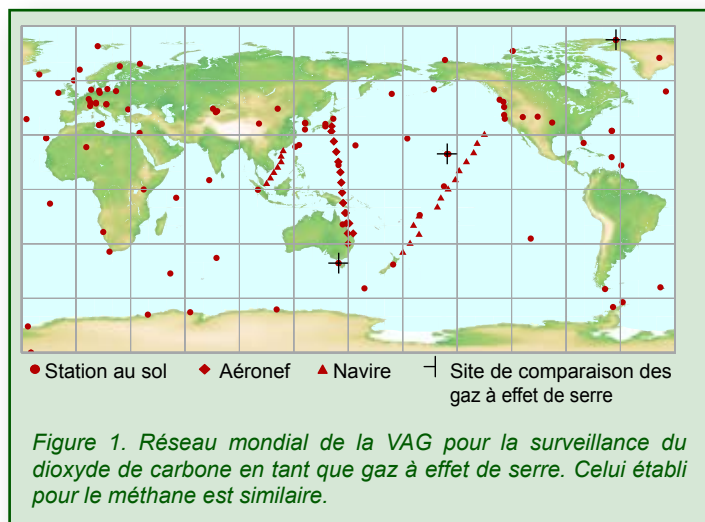 Station au sol Aéronef Navire Site de comparaison des
gaz à effet de serre
Figure 1. Réseau mondial de la VAG pour la surveillance du
dioxyde de carbone en tant que gaz à effet de serre. Celui établi
pour le méthane est similaire.